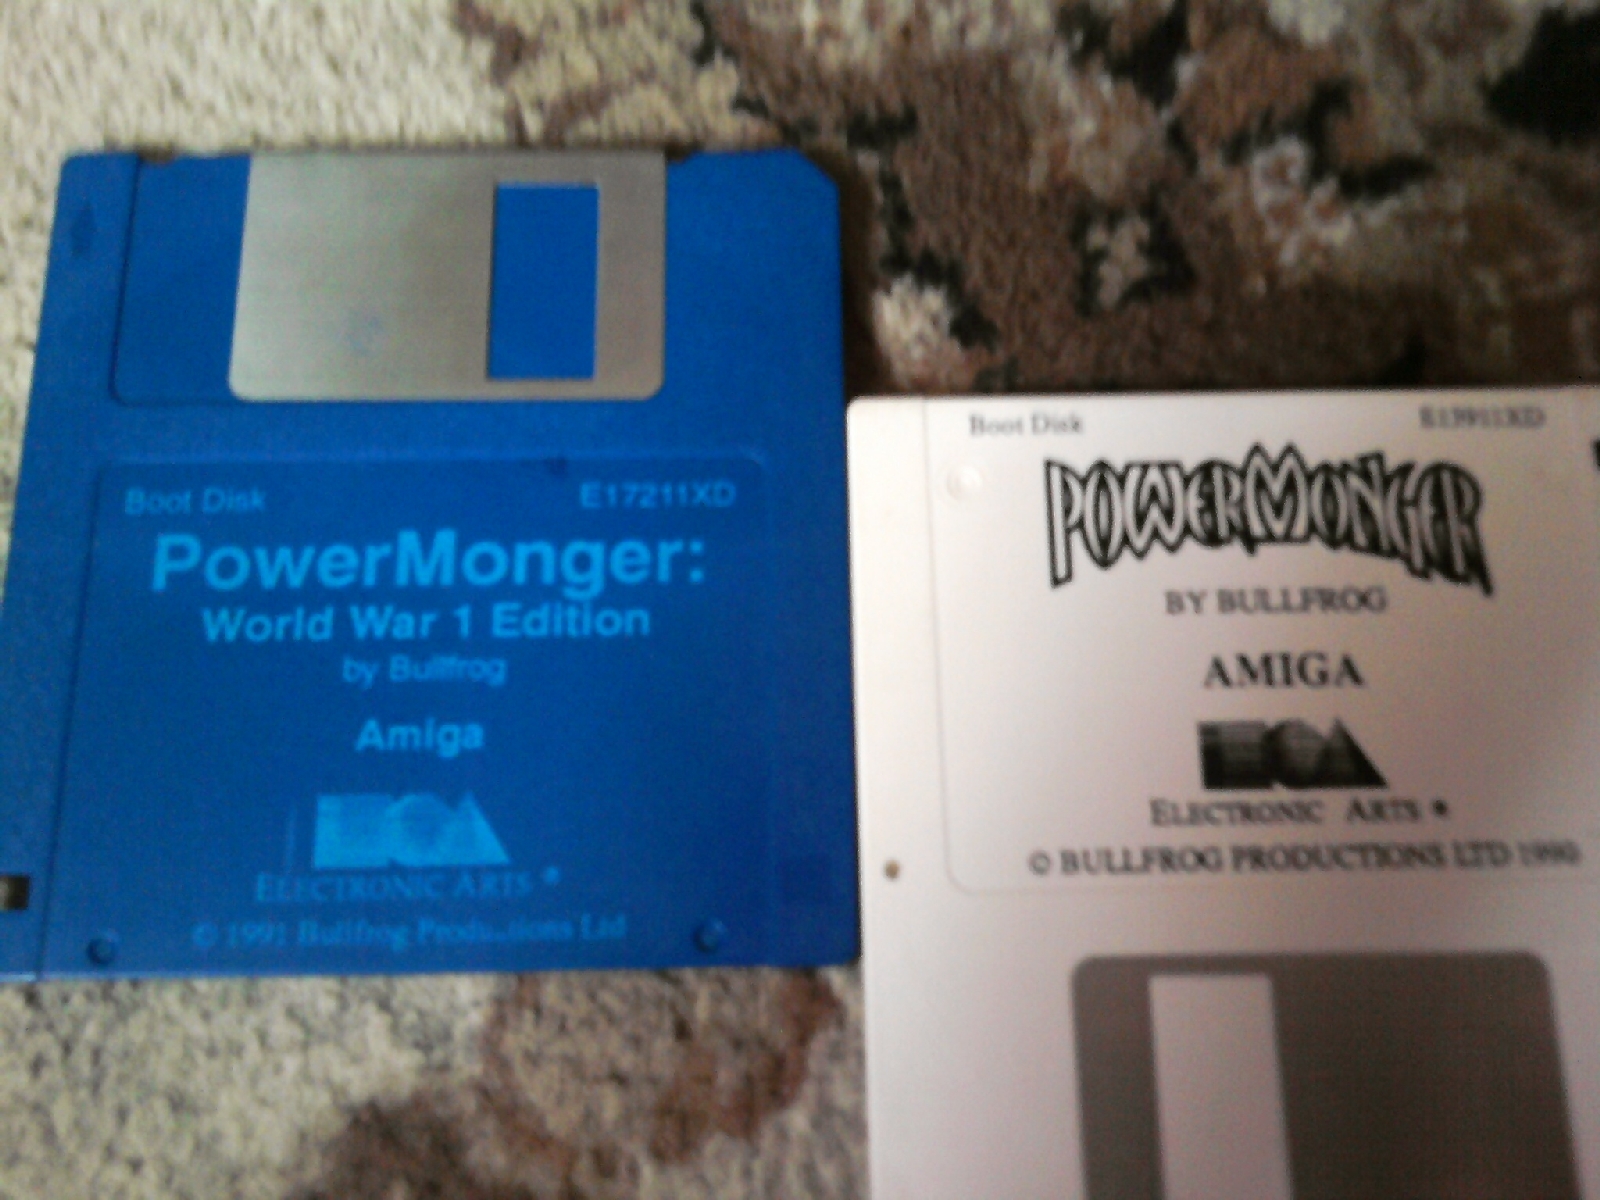 Boot Disk E17211XD
PowerMonger:
World War 1 Edition
by Bullfrog
Amiga
ELECTRONIC ARTS
© 1991 Bullfrog Productions Ltd
Boot Disk E13911XD
POWERMONGER
BY BULLFROG
AMIGA
ELECTRONIC ARTS
© BULLFROG PRODUCTIONS LTD 1990